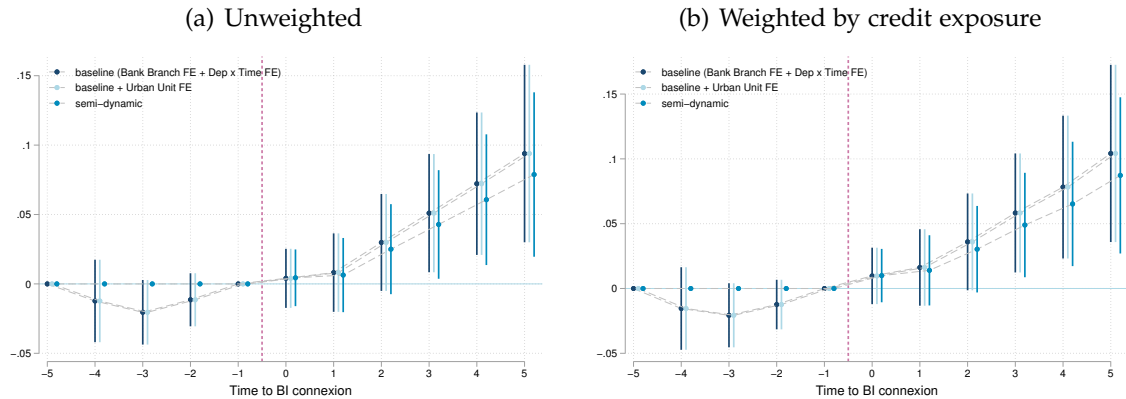 (a) Unweighted
baseline (Bank Branch FE + Dep x Time FE)
baseline + Urban Unit FE
semi-dynamic
.15
.1
.05
0
-.05
-5 -4 -3 -2 -1 0 1 2 3 4 5
Time to BI connexion
(b) Weighted by credit exposure
baseline (Bank Branch FE + Dep x Time FE)
baseline + Urban Unit FE
semi-dynamic
.15
.1
.05
0
-.05
-5 -4 -3 -2 -1 0 1 2 3 4 5
Time to BI connexion